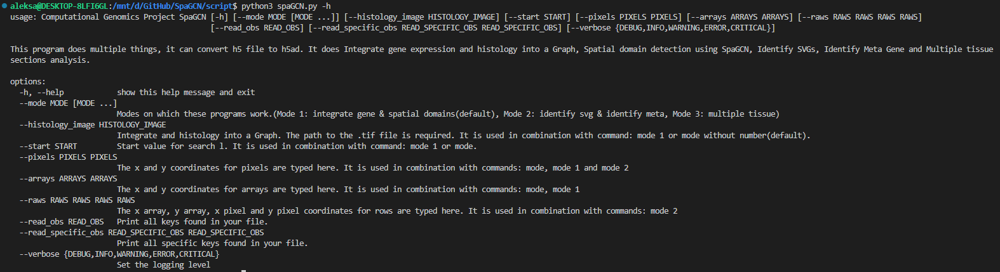 aleksa@DESKTOP-8LFI6GL:/mnt/d/GitHub/SpaGCN/script$ python3 spaGCN.py -h
usage: Computational Genomics Project SpaGCN [-h] [--mode MODE [MODE ...]] [--histology_image HISTOLOGY_IMAGE] [--start START] [--pixels PIXELS PIXELS] [--arrays ARRAYS ARRAYS] [--raws RAWS RAWS RAWS RAWS]
[--read_obs READ_OBS] [--read_specific_obs READ_SPECIFIC_OBS READ_SPECIFIC_OBS] [--verbose {DEBUG,INFO,WARNING,ERROR,CRITICAL}]
This program does multiple things, it can convert h5 file to h5ad. It does Integrate gene expression and histology into a Graph, Spatial domain detection using SpaGCN, Identify SVGs, Identify Meta Gene and Multiple tissue
sections analysis.
options:
-h, --help show this help message and exit
--mode MODE [MODE ...]
Modes on which these programs work.(Mode 1: integrate gene & spatial domains(default), Mode 2: identify svg & identify meta, Mode 3: multiple tissue)
--histology_image HISTOLOGY_IMAGE
Integrate and histology into a Graph. The path to the .tif file is required. It is used in combination with command: mode 1 or mode without number(default).
--start START Start value for search l. It is used in combination with command: mode 1 or mode.
--pixels PIXELS PIXELS
The x and y coordinates for pixels are typed here. It is used in combination with commands: mode, mode 1 and mode 2
--arrays ARRAYS ARRAYS
The x and y coordinates for arrays are typed here. It is used in combination with commands: mode, mode 1
--raws RAWS RAWS RAWS RAWS
The x array, y array, x pixel and y pixel coordinates for rows are typed here. It is used in combination with commands: mode 2
--read_obs READ_OBS Print all keys found in your file.
--read_specific_obs READ_SPECIFIC_OBS READ_SPECIFIC_OBS
Print all specific keys found in your file.
--verbose {DEBUG,INFO,WARNING,ERROR,CRITICAL}
Set the logging level